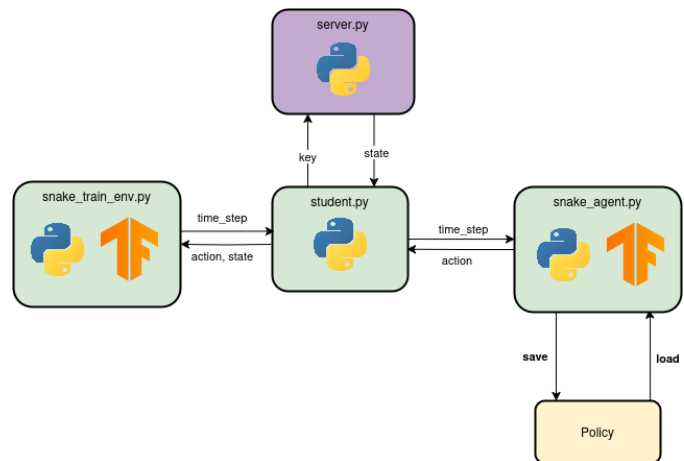 server.py
key
state
snake_train_env.py
time_step
action, state
student.py
time_step
action
snake_agent.py
save
load
Policy